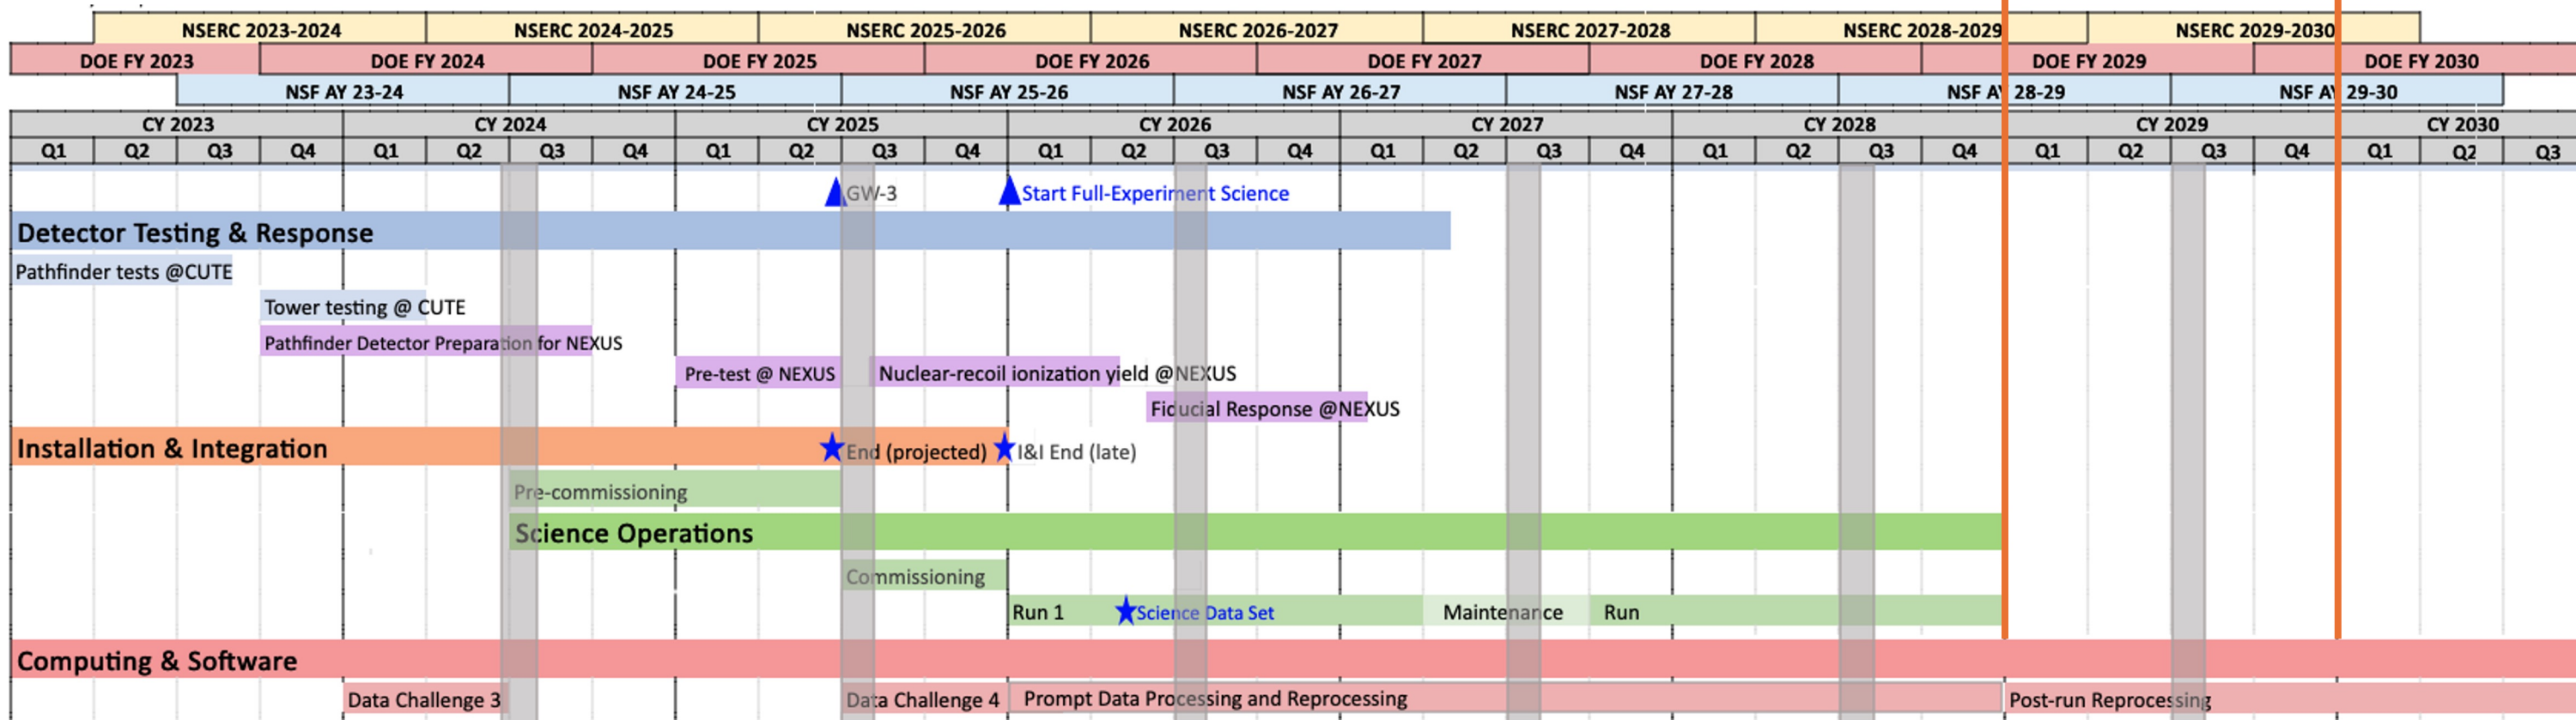 NSERC 2023-2024 NSERC 2024-2025 NSERC 2025-2026 NSERC 2026-2027 NSERC 2027-2028 NSERC 2028-2029 NSERC 2029-2030
DOE FY 2023 DOE FY 2024 DOE FY 2025 DOE FY 2026 DOE FY 2027 DOE FY 2028 DOE FY 2029 DOE FY 2030
NSF AY 23-24 NSF AY 24-25 NSF AY 25-26 NSF AY 26-27 NSF AY 27-28 NSF AY 28-29 NSF AY 29-30
CY 2023 CY 2024 CY 2025 CY 2026 CY 2027 CY 2028 CY 2029 CY 2030
Q1 Q2 Q3 Q4 Q1 Q2 Q3 Q4 Q1 Q2 Q3 Q4 Q1 Q2 Q3 Q4 Q1 Q2 Q3 Q4 Q1 Q2 Q3 Q4 Q1 Q2 Q3 Q4 Q1 Q2 Q3
GW-3 Start Full-Experiment Science
Detector Testing & Response
Pathfinder tests @CUTE
Tower testing @ CUTE
Pathfinder Detector Preparation for NEXUS
Pre-test @ NEXUS Nuclear-recoil ionization yield @NEXUS
Fiducial Response @NEXUS
Installation & Integration End (projected) I&I End (late)
Pre-commissioning
Science Operations
Commissioning
Run 1 Science Data Set Maintenance Run
Computing & Software
Data Challenge 3 Data Challenge 4 Prompt Data Processing and Reprocessing Post-run Reprocessing